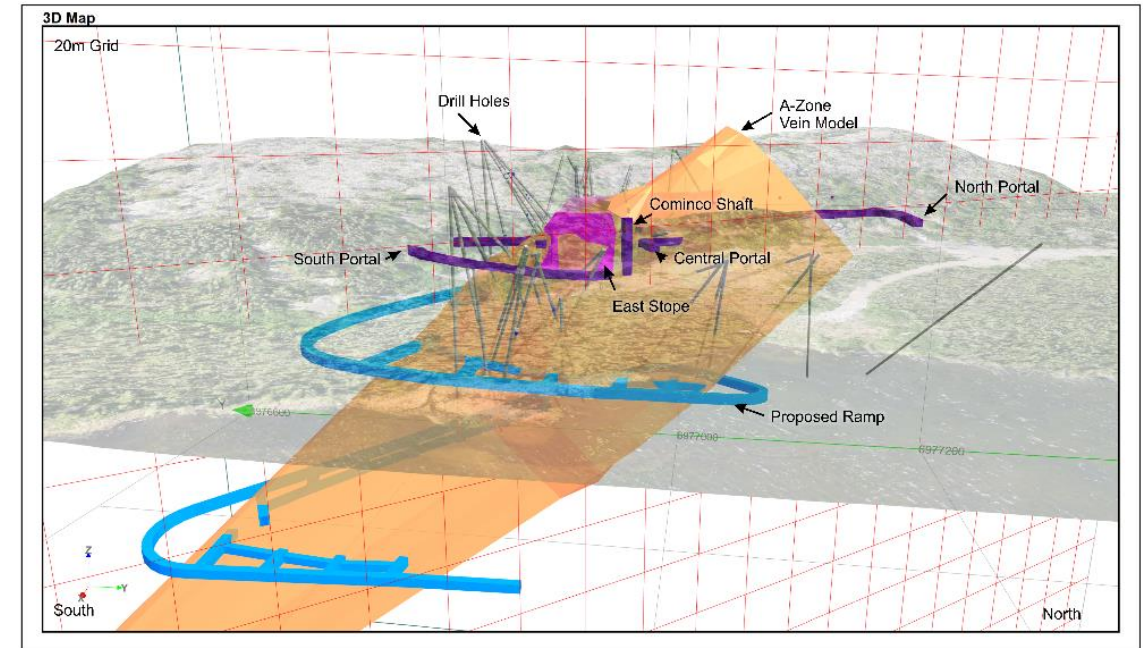 3D Map
20m Grid
Drill Holes
A-Zone
Vein Model
North Portal
Cominco Shaft
South Portal
Central Portal
East Stope
Y
6976800
Proposed Ramp
6977000
6977200
Z
Y
X
South
North